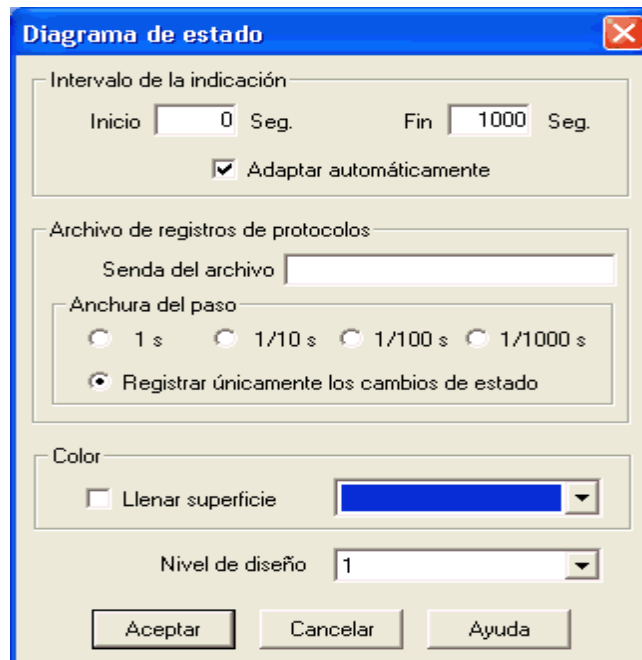 Diagrama de estado
Intervalo de la indicación
Inicio 0 Seg. Fin 1000 Seg.
Adaptar automáticamente
Archivo de registros de protocolos
Senda del archivo
Anchura del paso
1 s 1/10 s 1/100 s 1/1000 s
Registrar únicamente los cambios de estado
Color
Llenar superficie
Nivel de diseño 1
Aceptar Cancelar Ayuda